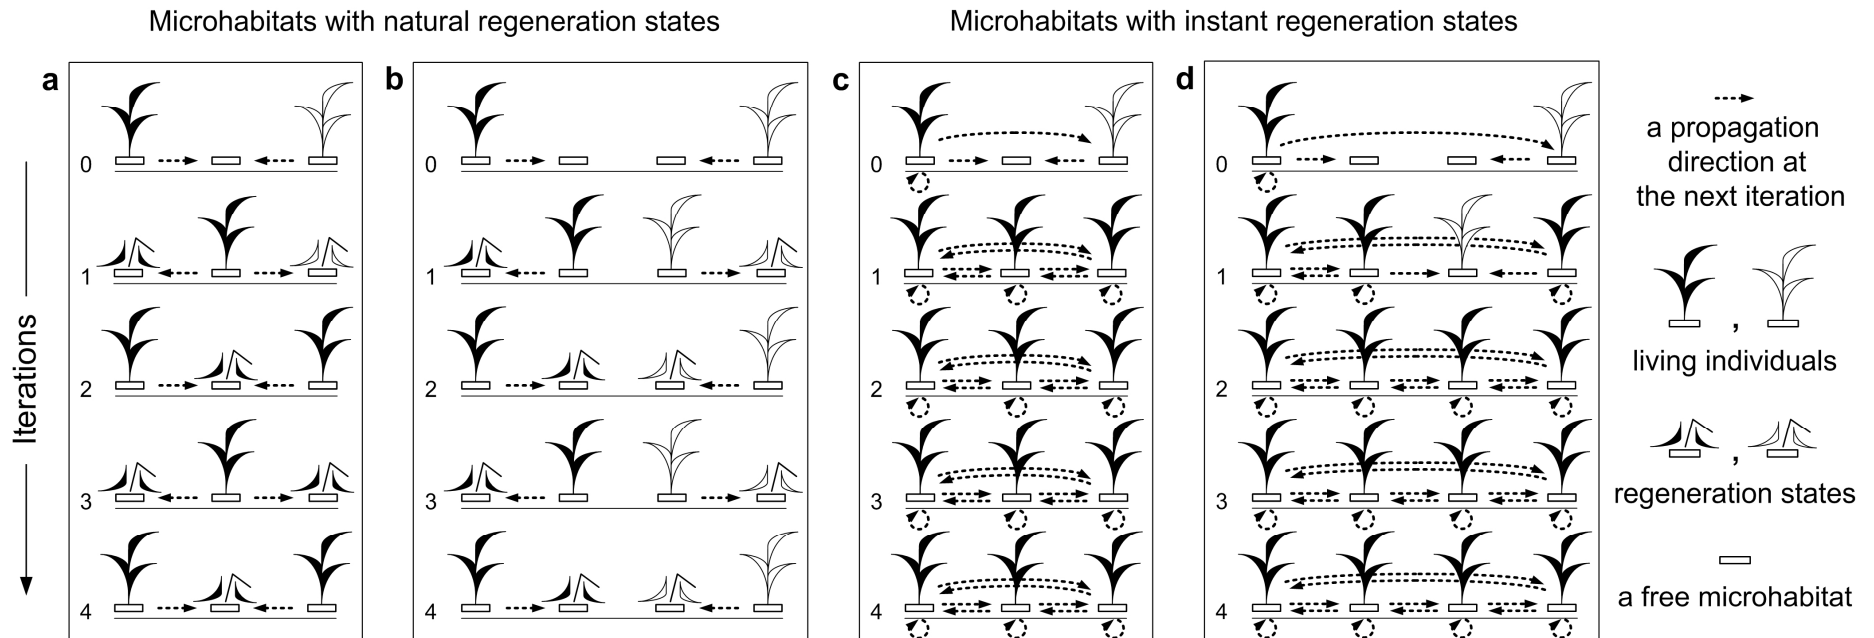 Microhabitats with natural regeneration states
Microhabitats with instant regeneration states
a
b
c
d
Iterations
0
1
2
3
4
0
1
2
3
4
0
1
2
3
4
0
1
2
3
4
a propagation
direction at
the next iteration
,
living individuals
,
regeneration states
a free microhabitat